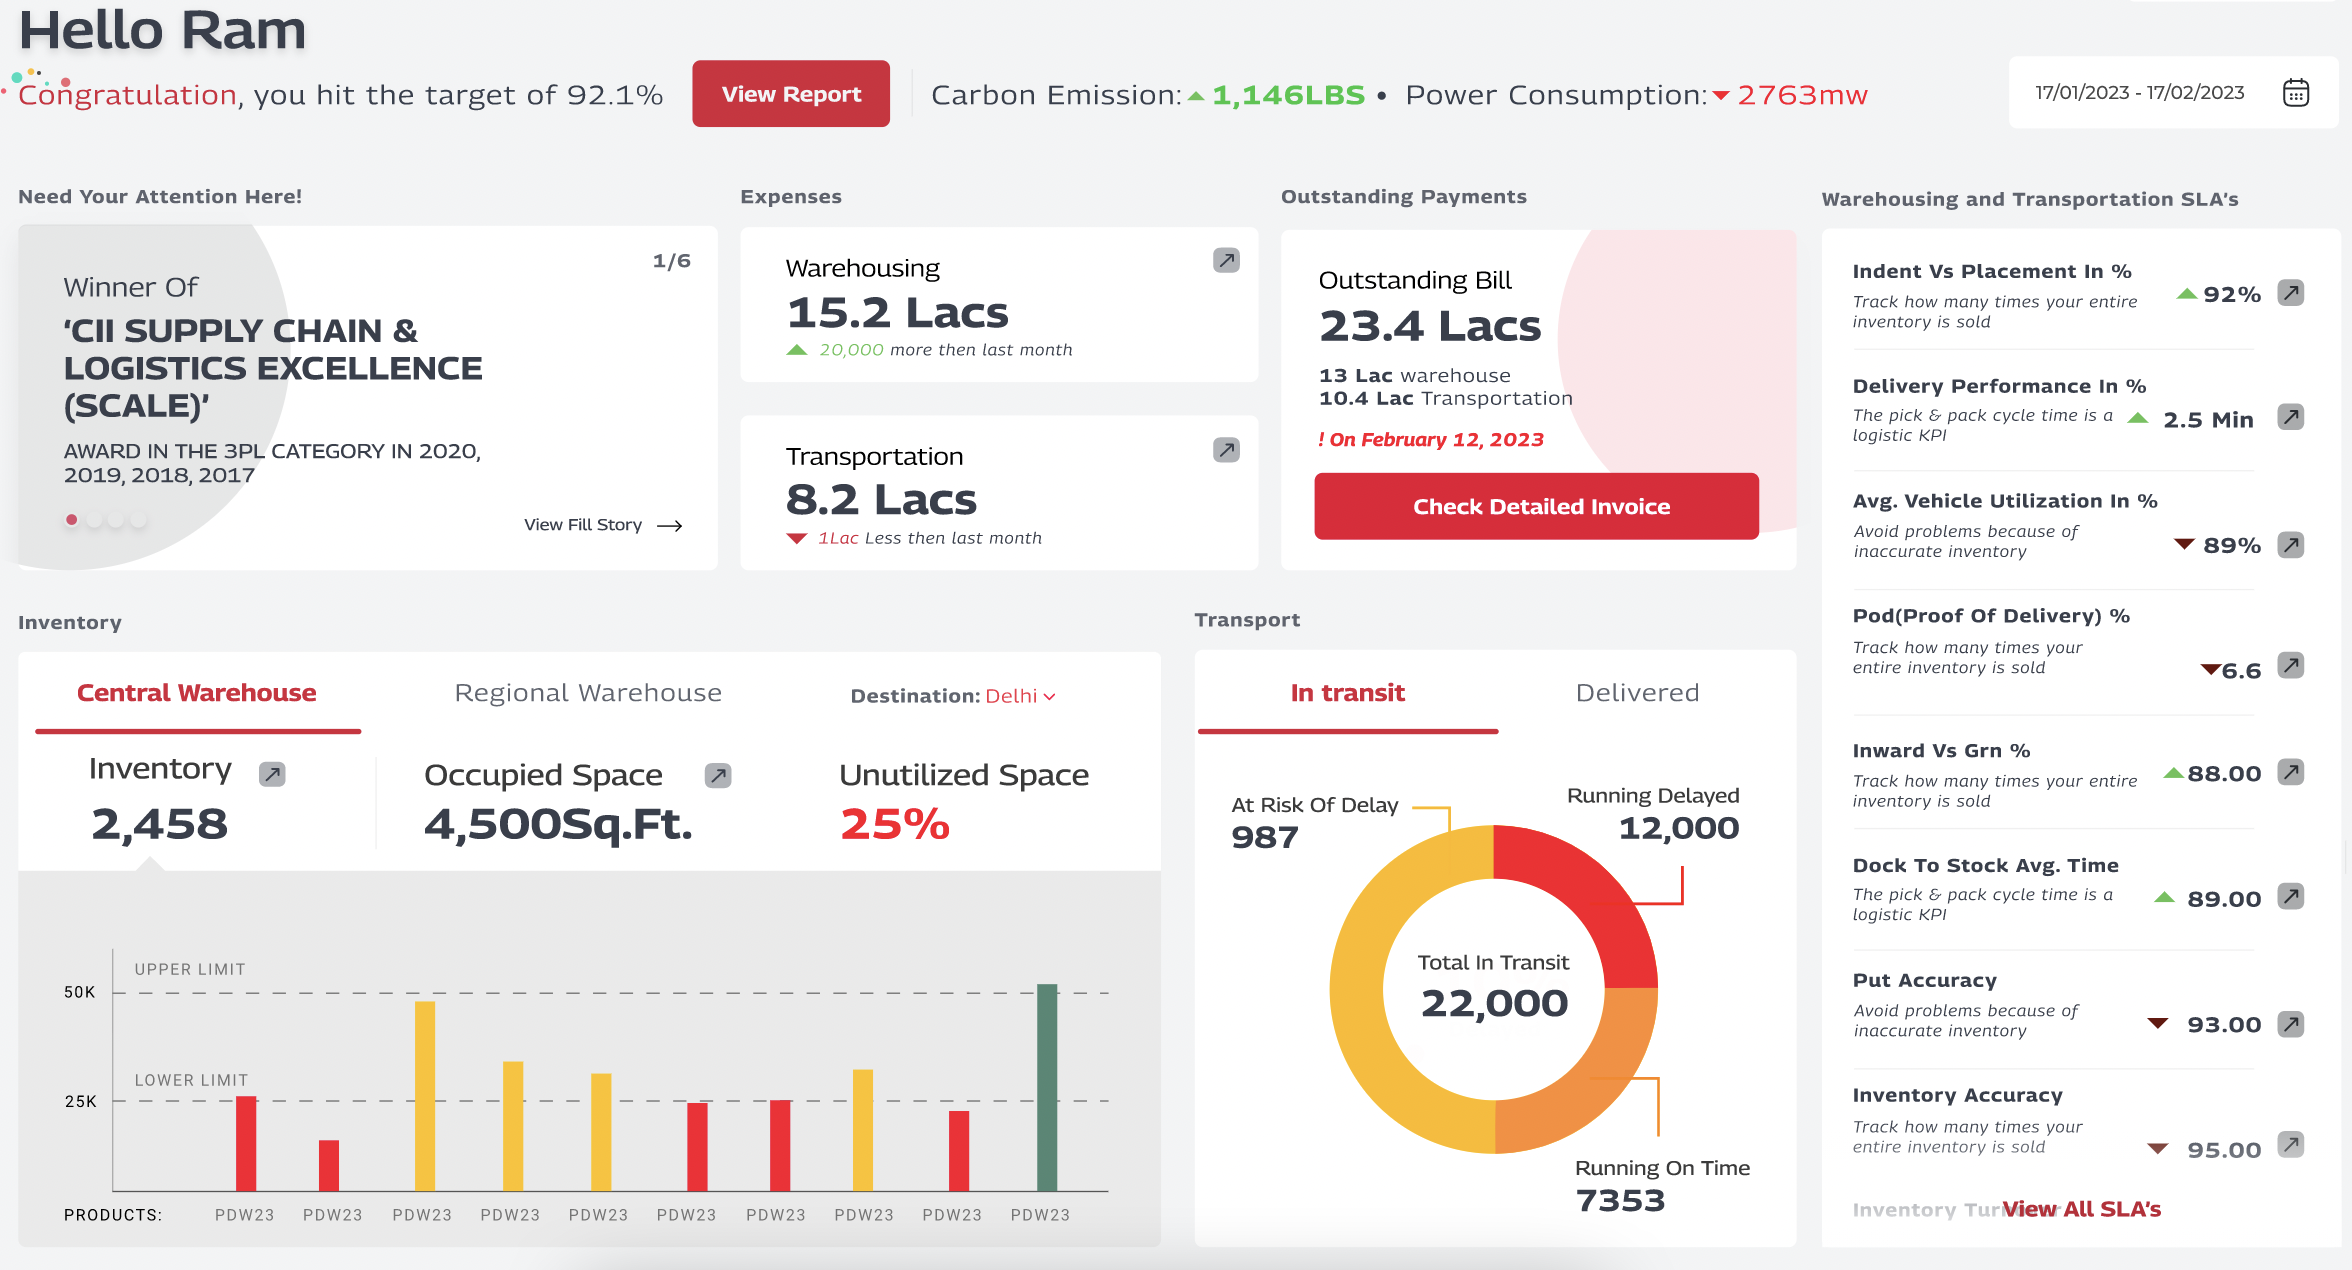 Hello Ram
Congratulation, you hit the target of 92.1%
View Report
Carbon Emission: 1,146LBS • Power Consumption: 2763mw
17/01/2023 - 17/02/2023
Need Your Attention Here!
1/6
Winner Of
‘CII SUPPLY CHAIN &
LOGISTICS EXCELLENCE
(SCALE)’
AWARD IN THE 3PL CATEGORY IN 2020,
2019, 2018, 2017
View Fill Story
Expenses
Warehousing
15.2 Lacs
20,000 more then last month
Transportation
8.2 Lacs
1Lac Less then last month
Outstanding Payments
Outstanding Bill
23.4 Lacs
13 Lac warehouse
10.4 Lac Transportation
! On February 12, 2023
Check Detailed Invoice
Warehousing and Transportation SLA’s
Indent Vs Placement In %
Track how many times your entire
inventory is sold
92%
Delivery Performance In %
The pick & pack cycle time is a
logistic KPI
2.5 Min
Avg. Vehicle Utilization In %
Avoid problems because of
inaccurate inventory
89%
Pod(Proof Of Delivery) %
Track how many times your
entire inventory is sold
6.6
Inward Vs Grn %
Track how many times your entire
inventory is sold
88.00
Dock To Stock Avg. Time
The pick & pack cycle time is a
logistic KPI
89.00
Put Accuracy
Avoid problems because of
inaccurate inventory
93.00
Inventory Accuracy
Track how many times your
entire inventory is sold
95.00
Inventory
View All SLA’s
Inventory
Central Warehouse
Regional Warehouse
Destination: Delhi
Inventory
2,458
Occupied Space
4,500Sq.Ft.
Unutilized Space
25%
UPPER LIMIT
50K
LOWER LIMIT
25K
PRODUCTS: PDW23 PDW23 PDW23 PDW23 PDW23 PDW23 PDW23 PDW23 PDW23 PDW23
Transport
In transit
Delivered
At Risk Of Delay
987
Running Delayed
12,000
Total In Transit
22,000
Running On Time
7353